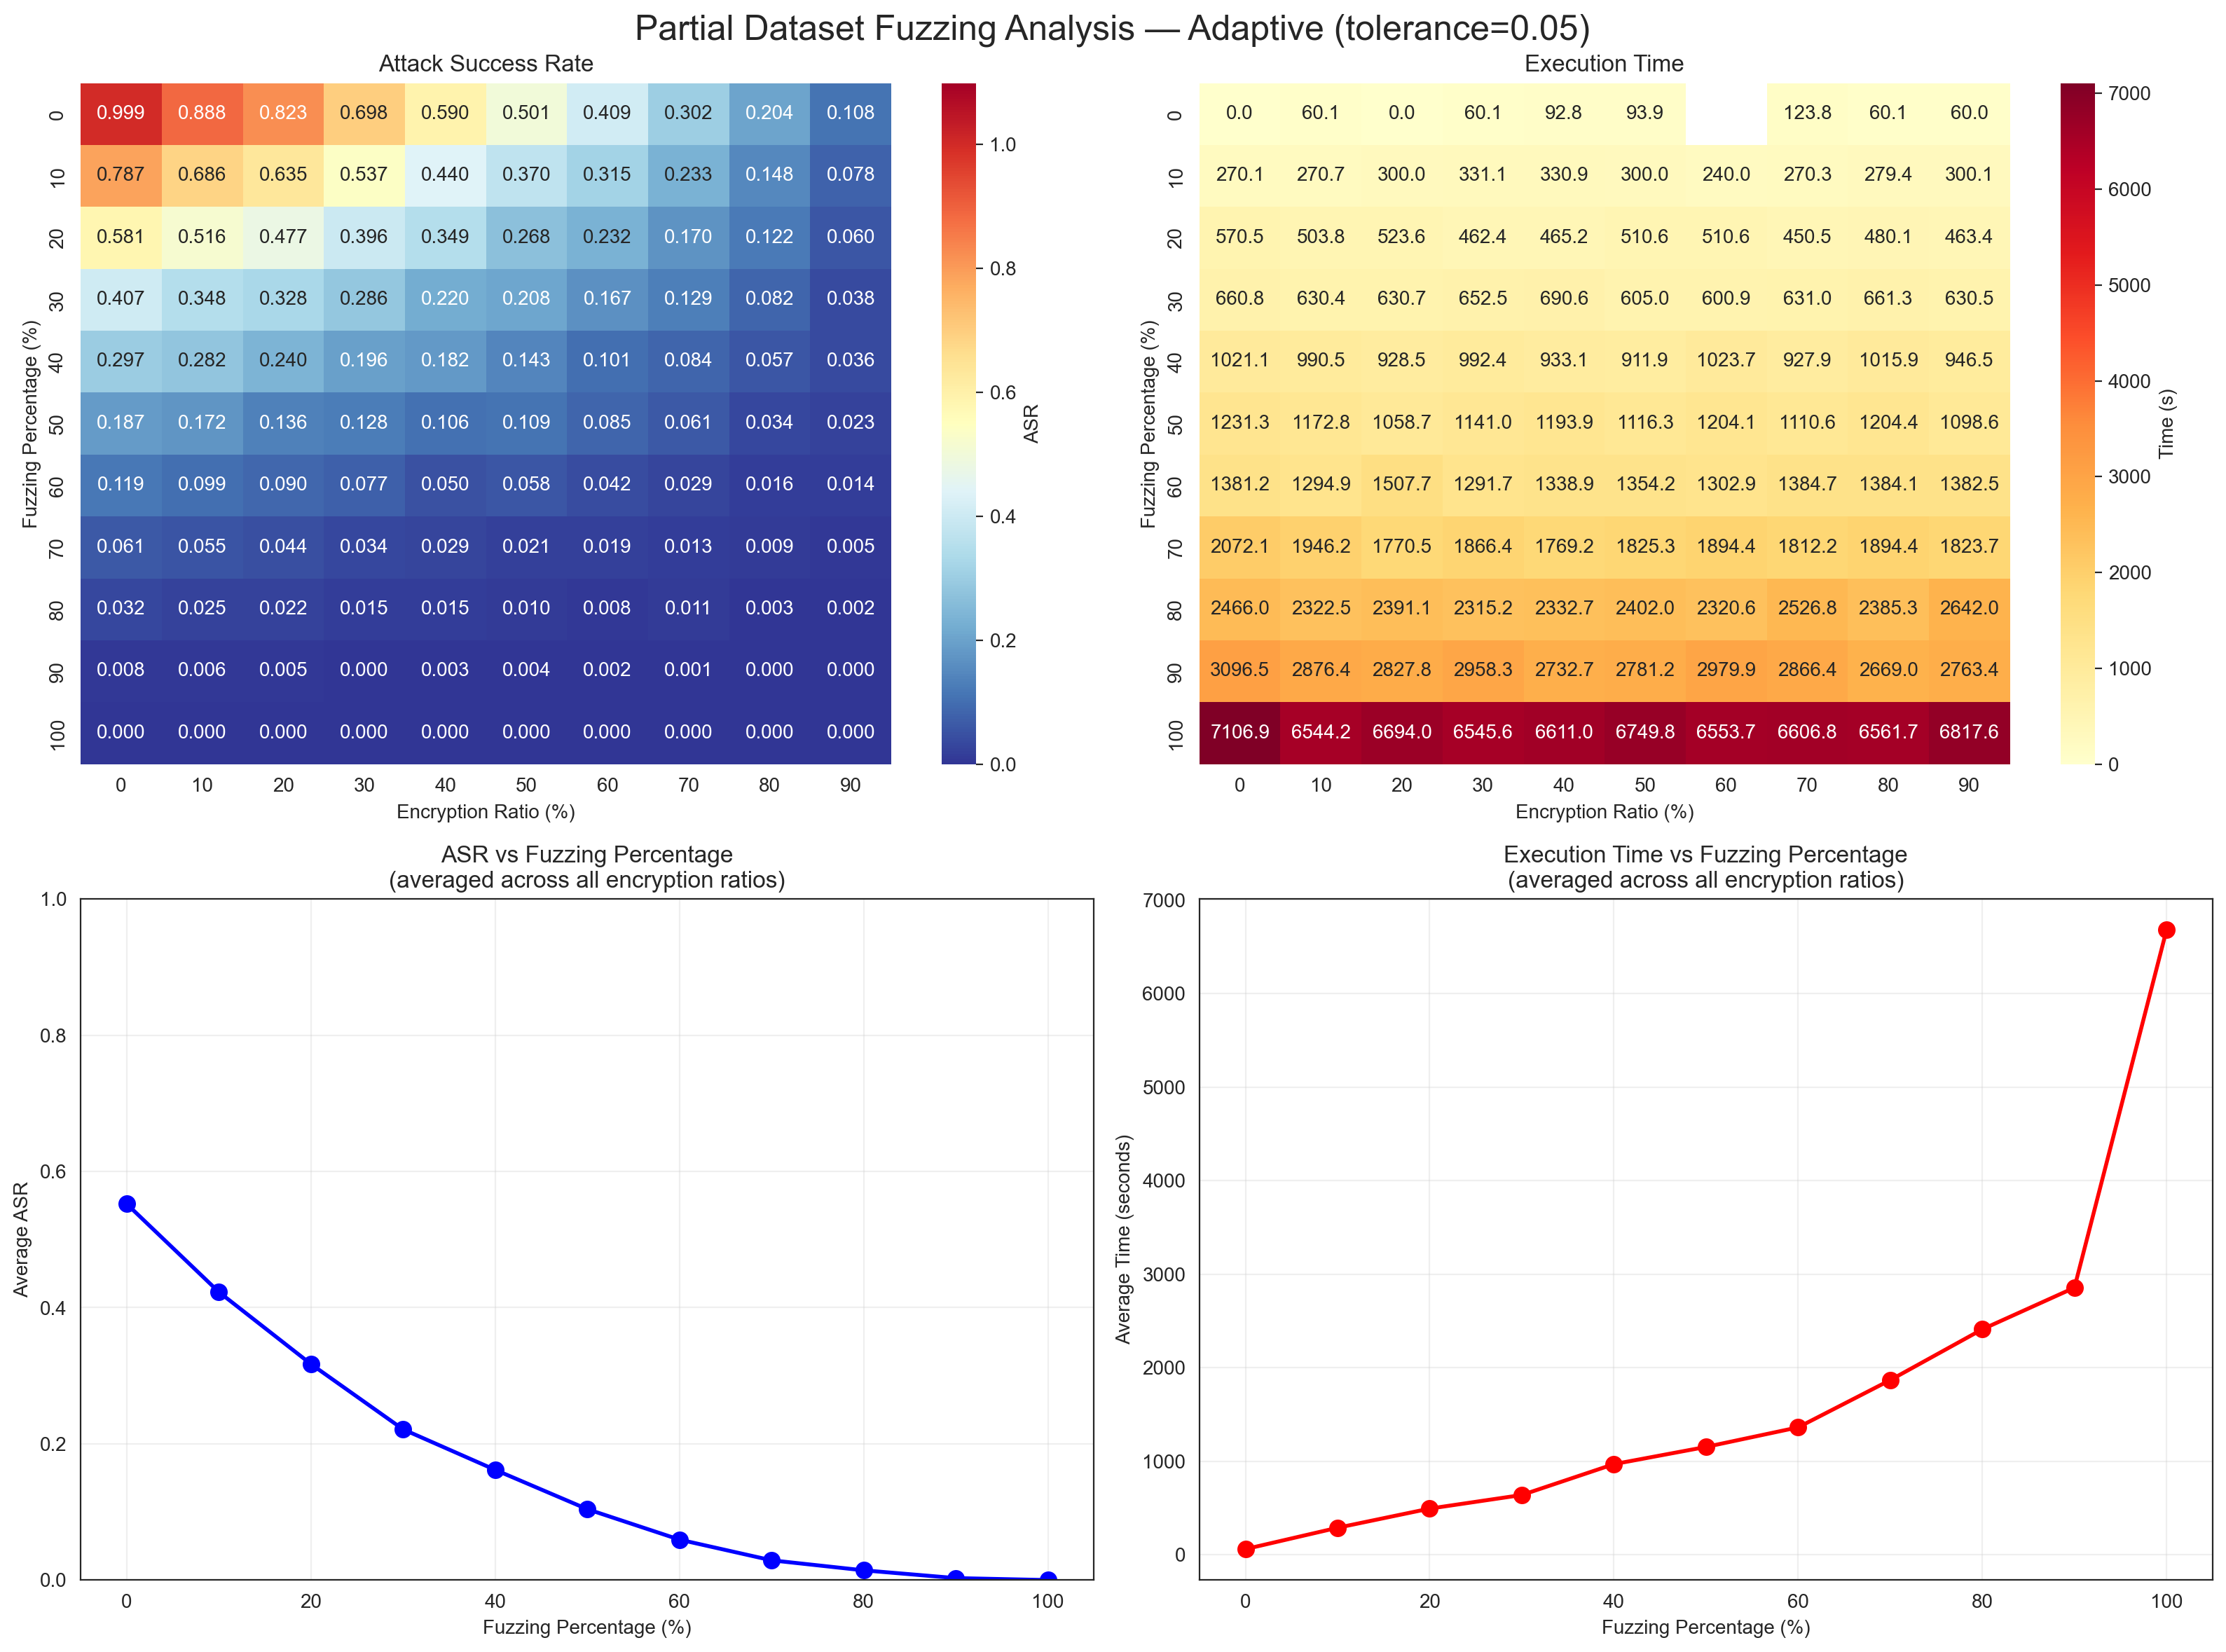 Partial Dataset Fuzzing Analysis — Adaptive (tolerance=0.05)
Attack Success Rate
0 0.999 0.888 0.823 0.698 0.590 0.501 0.409 0.302 0.204 0.108
10 0.787 0.686 0.635 0.537 0.440 0.370 0.315 0.233 0.148 0.078
20 0.581 0.516 0.477 0.396 0.349 0.268 0.232 0.170 0.122 0.060
30 0.407 0.348 0.328 0.286 0.220 0.208 0.167 0.129 0.082 0.038
40 0.297 0.282 0.240 0.196 0.182 0.143 0.101 0.084 0.057 0.036
50 0.187 0.172 0.136 0.128 0.106 0.109 0.085 0.061 0.034 0.023
60 0.119 0.099 0.090 0.077 0.050 0.058 0.042 0.029 0.016 0.014
70 0.061 0.055 0.044 0.034 0.029 0.021 0.019 0.013 0.009 0.005
80 0.032 0.025 0.022 0.015 0.015 0.010 0.008 0.011 0.003 0.002
90 0.008 0.006 0.005 0.000 0.003 0.004 0.002 0.001 0.000 0.000
100 0.000 0.000 0.000 0.000 0.000 0.000 0.000 0.000 0.000 0.000
0 10 20 30 40 50 60 70 80 90
Encryption Ratio (%)
Fuzzing Percentage (%)
1.0
0.8
0.6
0.4
0.2
0.0
ASR
Execution Time
0 0.0 60.1 0.0 60.1 92.8 93.9 123.8 60.1 60.0
10 270.1 270.7 300.0 331.1 330.9 300.0 240.0 270.3 279.4 300.1
20 570.5 503.8 523.6 462.4 465.2 510.6 510.6 450.5 480.1 463.4
30 660.8 630.4 630.7 652.5 690.6 605.0 600.9 631.0 661.3 630.5
40 1021.1 990.5 928.5 992.4 933.1 911.9 1023.7 927.9 1015.9 946.5
50 1231.3 1172.8 1058.7 1141.0 1193.9 1116.3 1204.1 1110.6 1204.4 1098.6
60 1381.2 1294.9 1507.7 1291.7 1338.9 1354.2 1302.9 1384.7 1384.1 1382.5
70 2072.1 1946.2 1770.5 1866.4 1769.2 1825.3 1894.4 1812.2 1894.4 1823.7
80 2466.0 2322.5 2391.1 2315.2 2332.7 2402.0 2320.6 2526.8 2385.3 2642.0
90 3096.5 2876.4 2827.8 2958.3 2732.7 2781.2 2979.9 2866.4 2669.0 2763.4
100 7106.9 6544.2 6694.0 6545.6 6611.0 6749.8 6553.7 6606.8 6561.7 6817.6
0 10 20 30 40 50 60 70 80 90
Encryption Ratio (%)
Fuzzing Percentage (%)
7000
6000
5000
4000
3000
2000
1000
0
Time (s)
ASR vs Fuzzing Percentage
(averaged across all encryption ratios)
1.0
0.8
0.6
0.4
0.2
0.0
Average ASR
0 20 40 60 80 100
Fuzzing Percentage (%)
Execution Time vs Fuzzing Percentage
(averaged across all encryption ratios)
7000
6000
5000
4000
3000
2000
1000
0
Average Time (seconds)
0 20 40 60 80 100
Fuzzing Percentage (%)